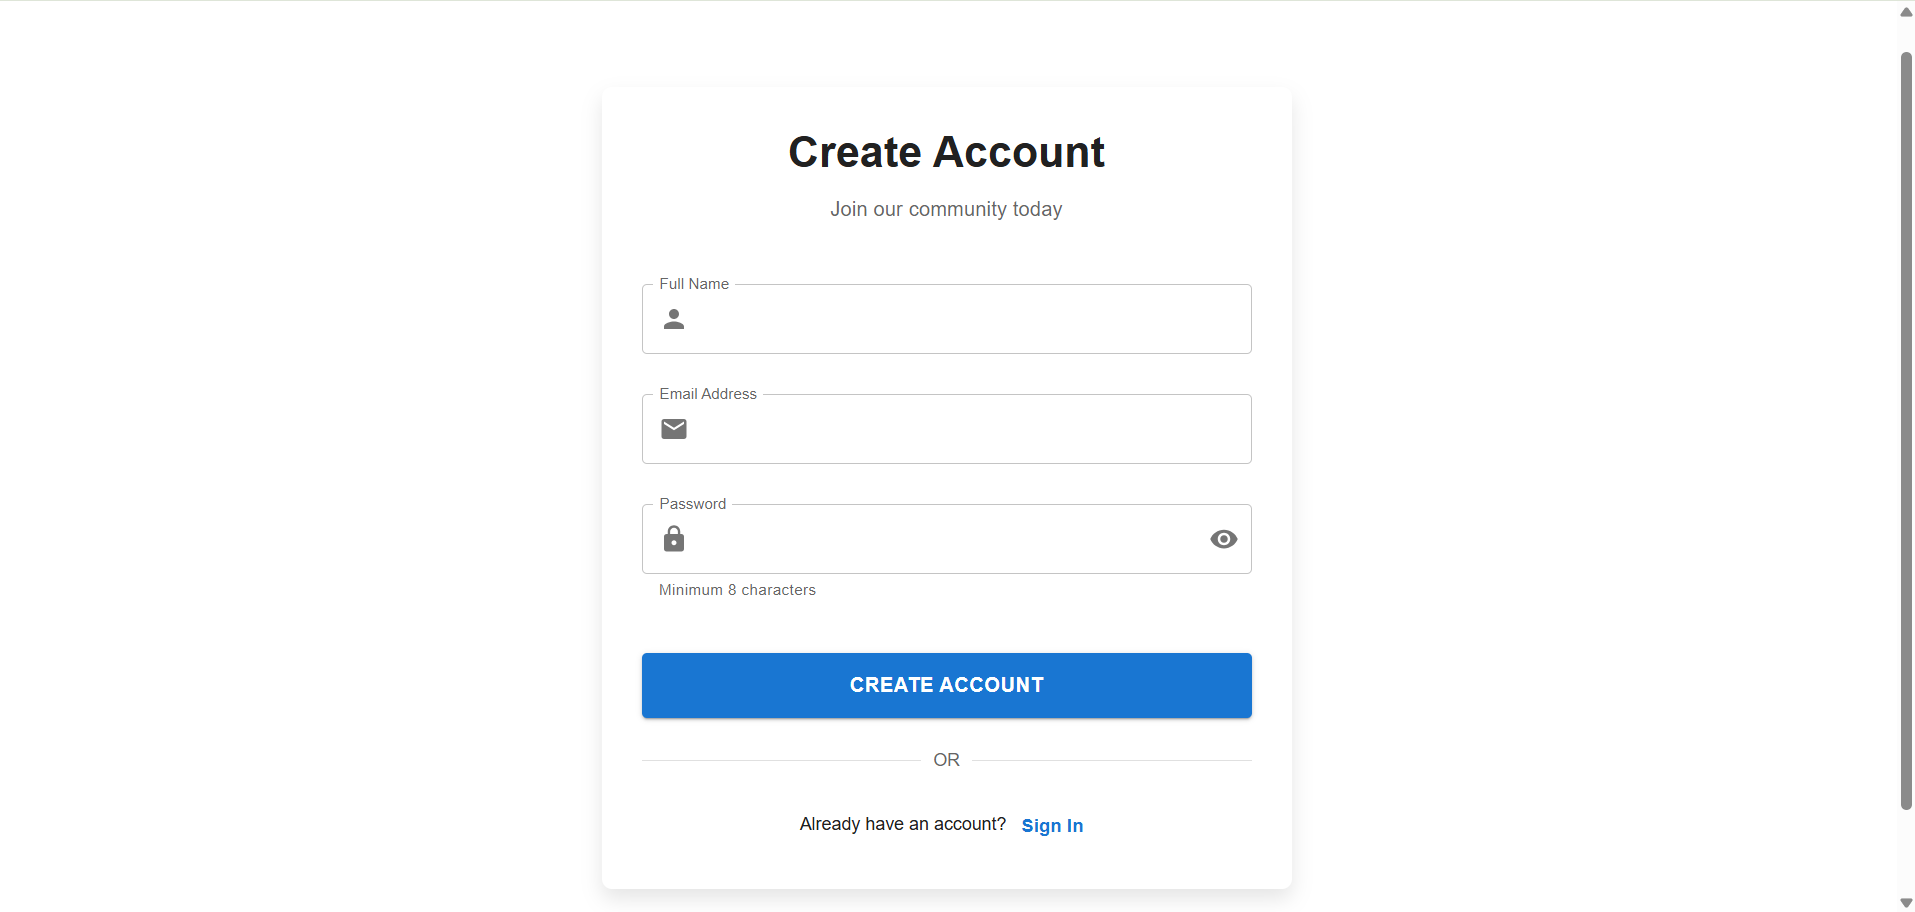 Create Account
Join our community today
Full Name
Email Address
Password
Minimum 8 characters
CREATE ACCOUNT
OR
Already have an account? Sign In